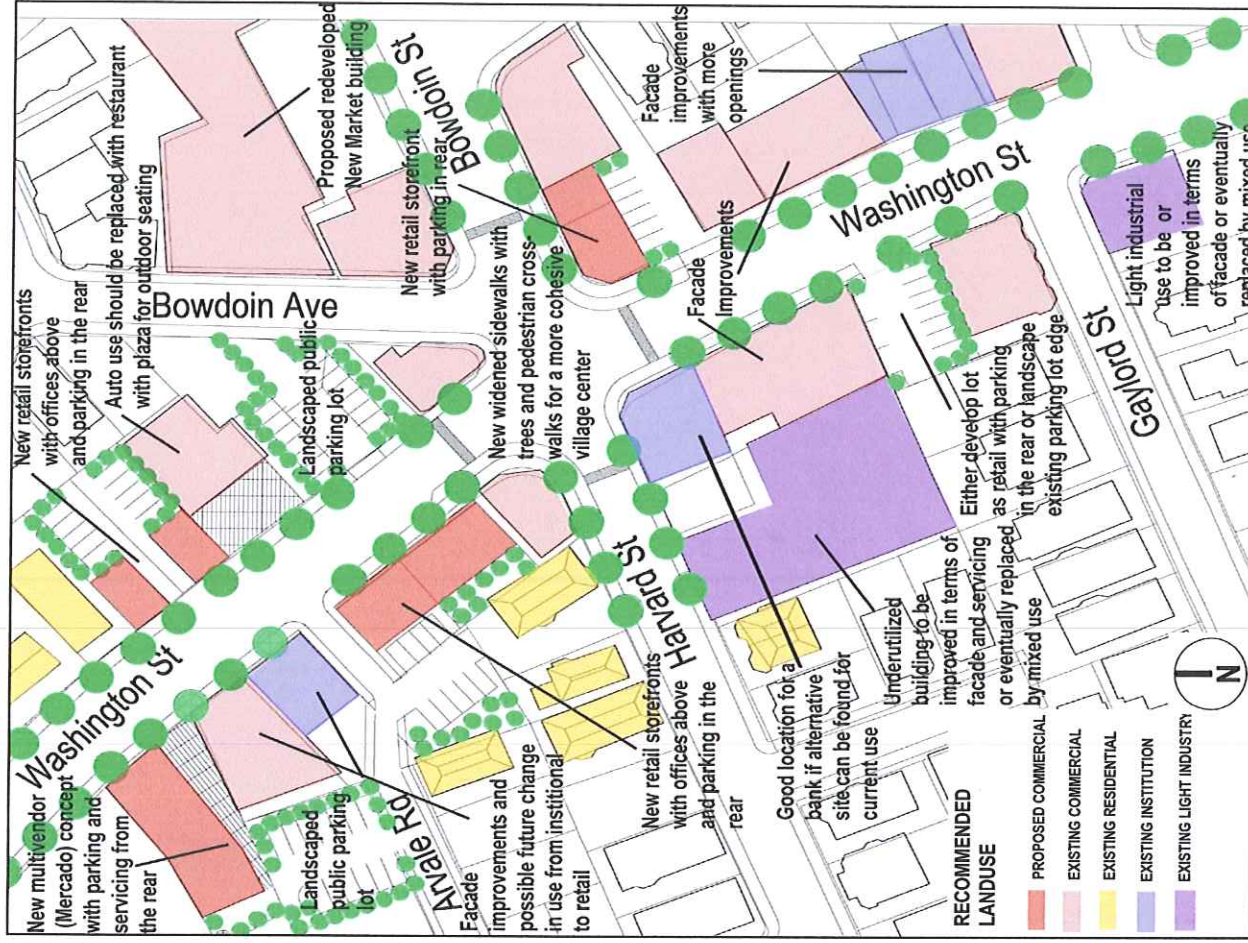 New multivendor
(Mercado) concept
with parking and
servicing from
the rear
Washington St
New retail storefronts
with offices above
and parking in the rear
Auto use should be replaced with restaurant
with plaza for outdoor seating
Landscaped public
parking lot
Bowdoin Ave
Proposed redeveloped
New Market building
Bowdoin St
New retail storefront
with parking in rear
New widened sidewalks with
trees and pedestrian cross-
walks for a more cohesive
village center
Facade
improvements
with more
openings
Facade
Improvements
Washington St
Landscaped
public parking
lot
Arvale Rd
Facade
improvements and
possible future change
in use from institutional
to retail
New retail storefronts
with offices above
and parking in the
rear
Harvard St
Good location for a
bank if alternative
site can be found for
current use
Underutilized
building to be
improved in terms of
facade and servicing
or eventually replaced
by mixed use
Either develop lot
as retail with parking
in the rear or landscape
existing parking lot edge
Gaylord St
Light industrial
use to be or
improved in terms
of facade or eventually
replaced by mixed use
RECOMMENDED
LANDUSE
PROPOSED COMMERCIAL
EXISTING COMMERCIAL
EXISTING RESIDENTIAL
EXISTING INSTITUTION
EXISTING LIGHT INDUSTRY
N